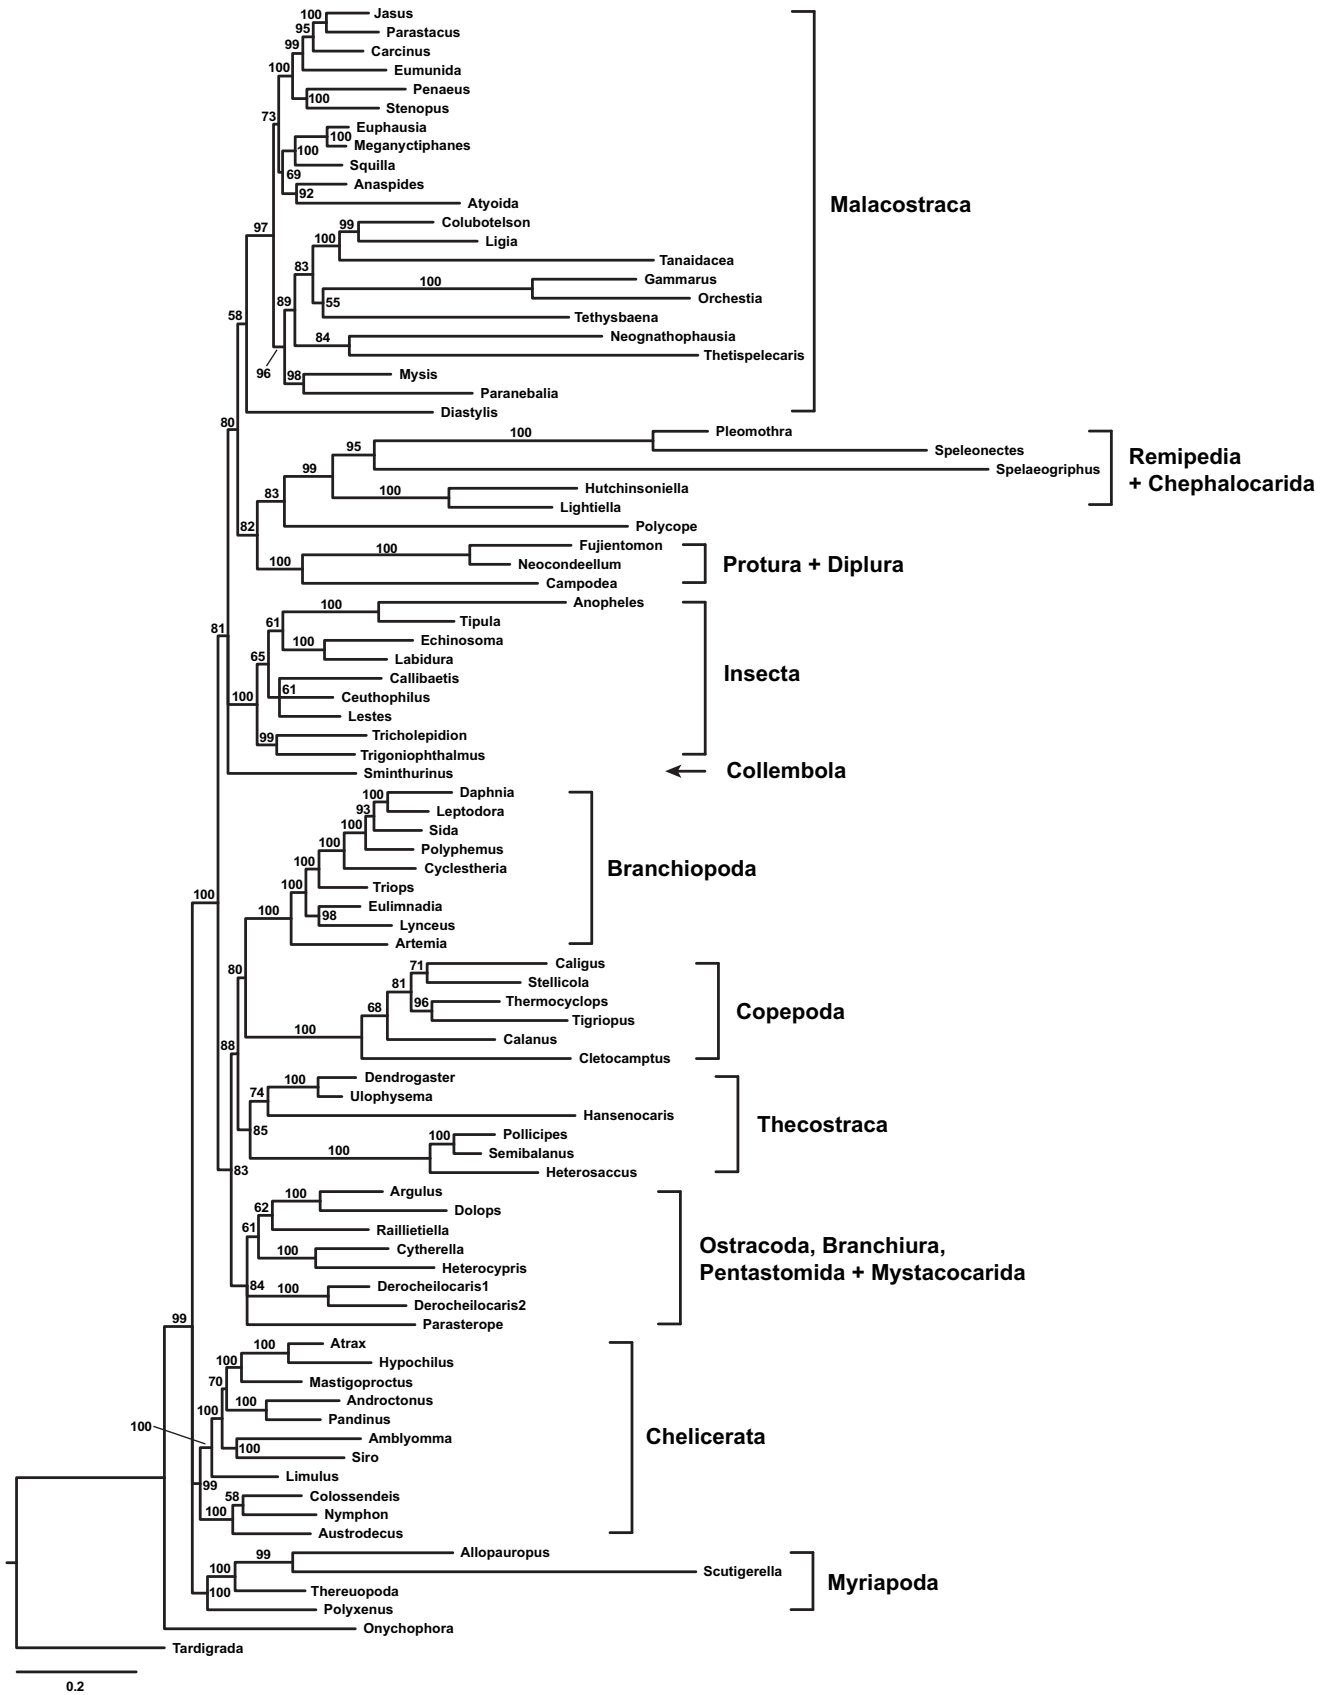 100 Jasus
95 Parastacus
99 Carcinus
100 Eumunida
Penaeus
100
Stenopus
73
Euphausia
100
Meganyctiphanes
100
Squilla
69
Anaspides
92
Atyoida
Malacostraca
Colubotelson
99
100 Ligia
97
Tanaidacea
83
Gammarus
100
Orchestia
89 55
Tethysbaena
58
Neognathophausia
84
Thetispelecaris
96
98 Mysis
Paranebalia
Diastylis
80
Pleomothra
100
95 Speleonectes
Spelaeogriphus
Remipedia
+ Chephalocarida
99
Hutchinsoniella
83 100
Lightiella
82 Polycope
Fujientomon
100
100 Neocondeellum
Campodea
Protura + Diplura
Anopheles
100
61 Tipula
81
Echinosoma
100
65 Labidura
Callibaetis
61
100 Ceuthophilus
Lestes
Tricholepidion
99
Trigoniophthalmus
Insecta
Sminthurinus
Collembola
100 Daphnia
93 Leptodora
100 Sida
100 Polyphemus
100 Cyclestheria
100 Triops
Eulimnadia
100 98
Lynceus
Artemia
Branchiopoda
100
80
71 Caligus
81 Stellicola
96 Thermocyclops
68 Tigriopus
100 Calanus
Cletocamptus
Copepoda
88
100 Dendrogaster
74 Ulophysema
Hansenocaris
85
100 Pollicipes
100 Semibalanus
Heterosaccus
Thecostraca
83
100 Argulus
62 Dolops
61 Raillietiella
100 Cytherella
Heterocypris
84 100 Derocheilocaris1
Derocheilocaris2
Parasterope
Ostracoda, Branchiura,
Pentastomida + Mystacocarida
99
100 Atrax
100 Hypochilus
70 Mastigoproctus
100 Androctonus
100 Pandinus
100
Amblyomma
100
Siro
Limulus
99
58 Colossendeis
100 Nymphon
Austrodecus
Chelicerata
99 Allopauropus
100 Scutigerella
100 Thereuopoda
Polyxenus
Myriapoda
Onychophora
Tardigrada
0.2